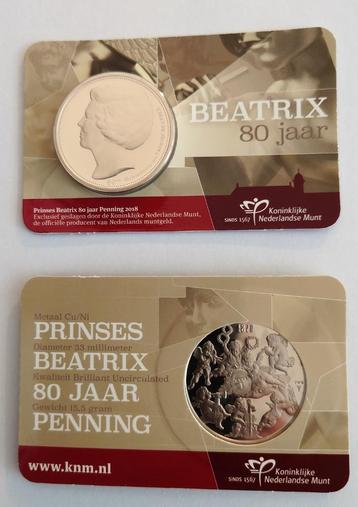 BEATRIX
80 jaar
Prinses Beatrix 80 jaar Penning 2018
Exclusief geslagen door de Koninklijke Nederlandse Munt,
de officiële producent van Nederlands muntgeld.
SINDS 1567
Koninklijke
Nederlandse Munt
Metaal Cu/Ni
PRINSES
Diameter 33 millimeter
BEATRIX
Kwaliteit Brilliant Uncirculated
80 JAAR
Gewicht 15,5 gram
PENNING
www.knm.nl
SINDS 1567
Koninklijke
Nederlandse Munt